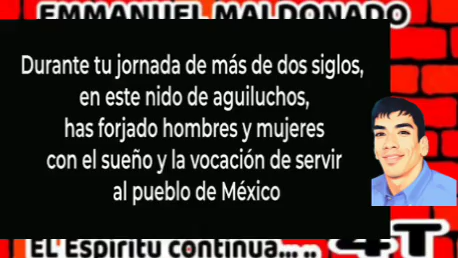 EMMANUEL MALDONADO
Durante tu jornada de más de dos siglos,
en este nido de aguiluchos,
has forjado hombres y mujeres
con el sueño y la vocación de servir
al pueblo de México
EL Espíritu continua... ..
4T